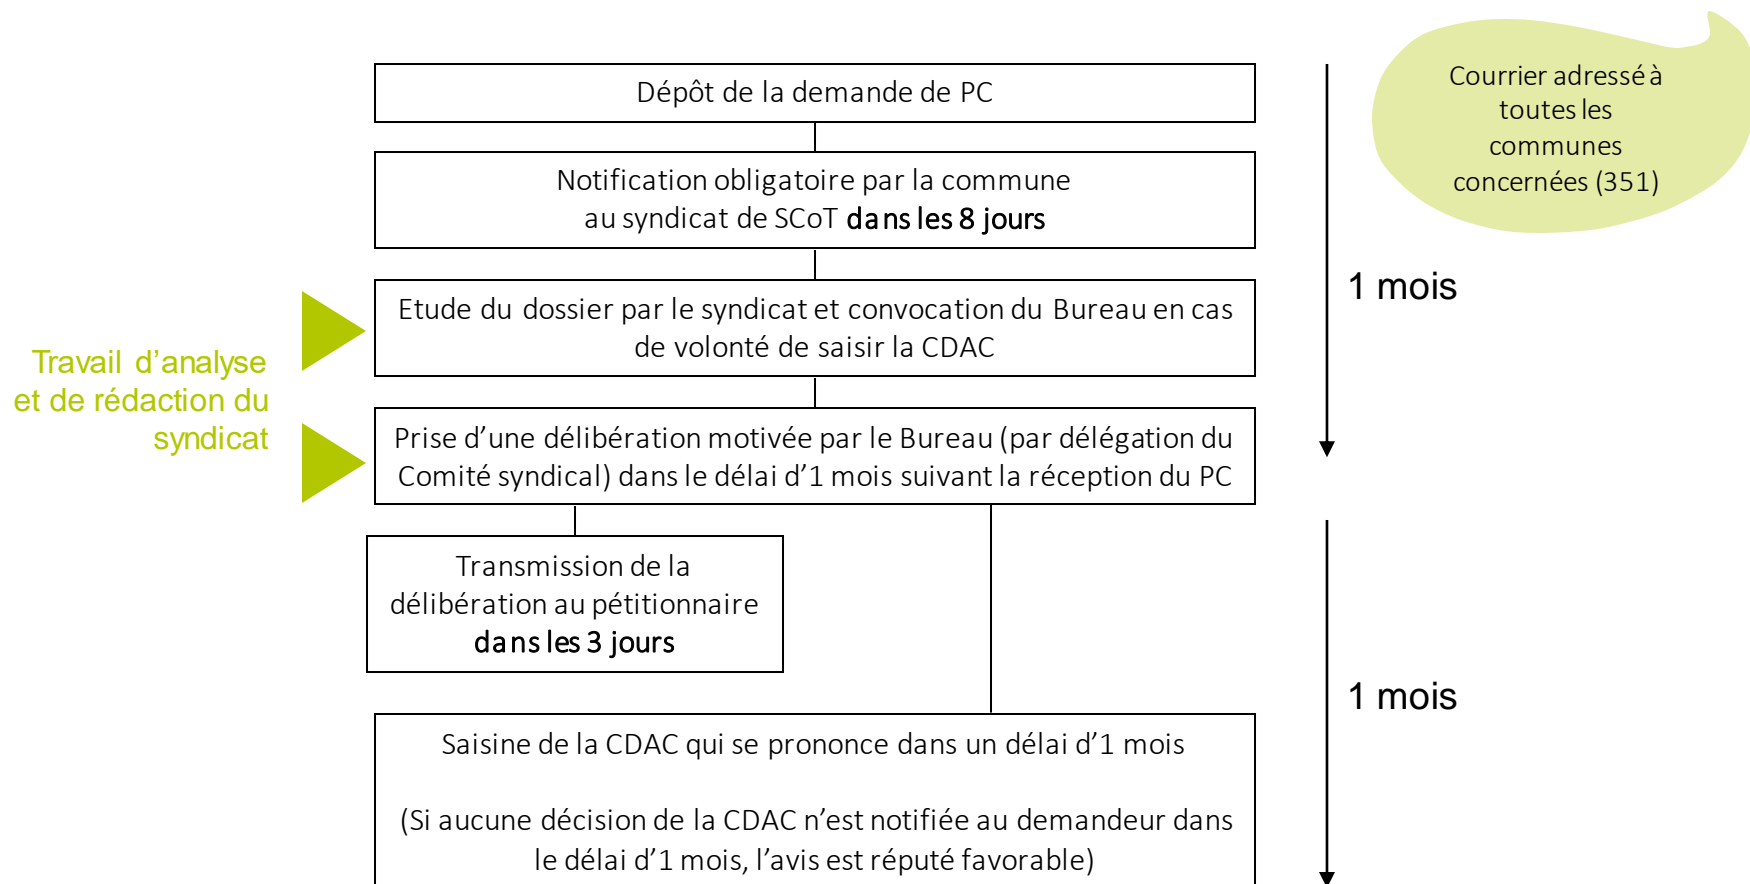 Dépôt de la demande de PC
Courrier adressé à
toutes les
communes
concernées (351)
Notification obligatoire par la commune
au syndicat de SCoT dans les 8 jours
1 mois
Etude du dossier par le syndicat et convocation du Bureau en cas
de volonté de saisir la CDAC
Travail d’analyse
et de rédaction du
syndicat
Prise d’une délibération motivée par le Bureau (par délégation du
Comité syndical) dans le délai d’1 mois suivant la réception du PC
Transmission de la
délibération au pétitionnaire
dans les 3 jours
1 mois
Saisine de la CDAC qui se prononce dans un délai d’1 mois
(Si aucune décision de la CDAC n’est notifiée au demandeur dans
le délai d’1 mois, l’avis est réputé favorable)